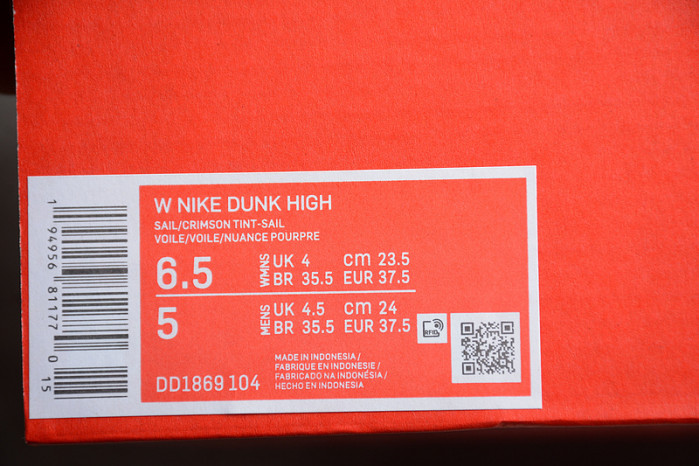 W NIKE DUNK HIGH
SAIL/CRIMSON TINT-SAIL
VOILE/VOILE/NUANCE POURPRE
6.5 WMNS UK 4 cm 23.5
BR 35.5 EUR 37.5
5 MENS UK 4.5 cm 24
BR 35.5 EUR 37.5
RFID
MADE IN INDONESIA /
FABRIQUE EN INDONESIE /
FABRICADO NA INDONÉSIA /
HECHO EN INDONESIA
DD1869 104
1 94956 81177 0 15